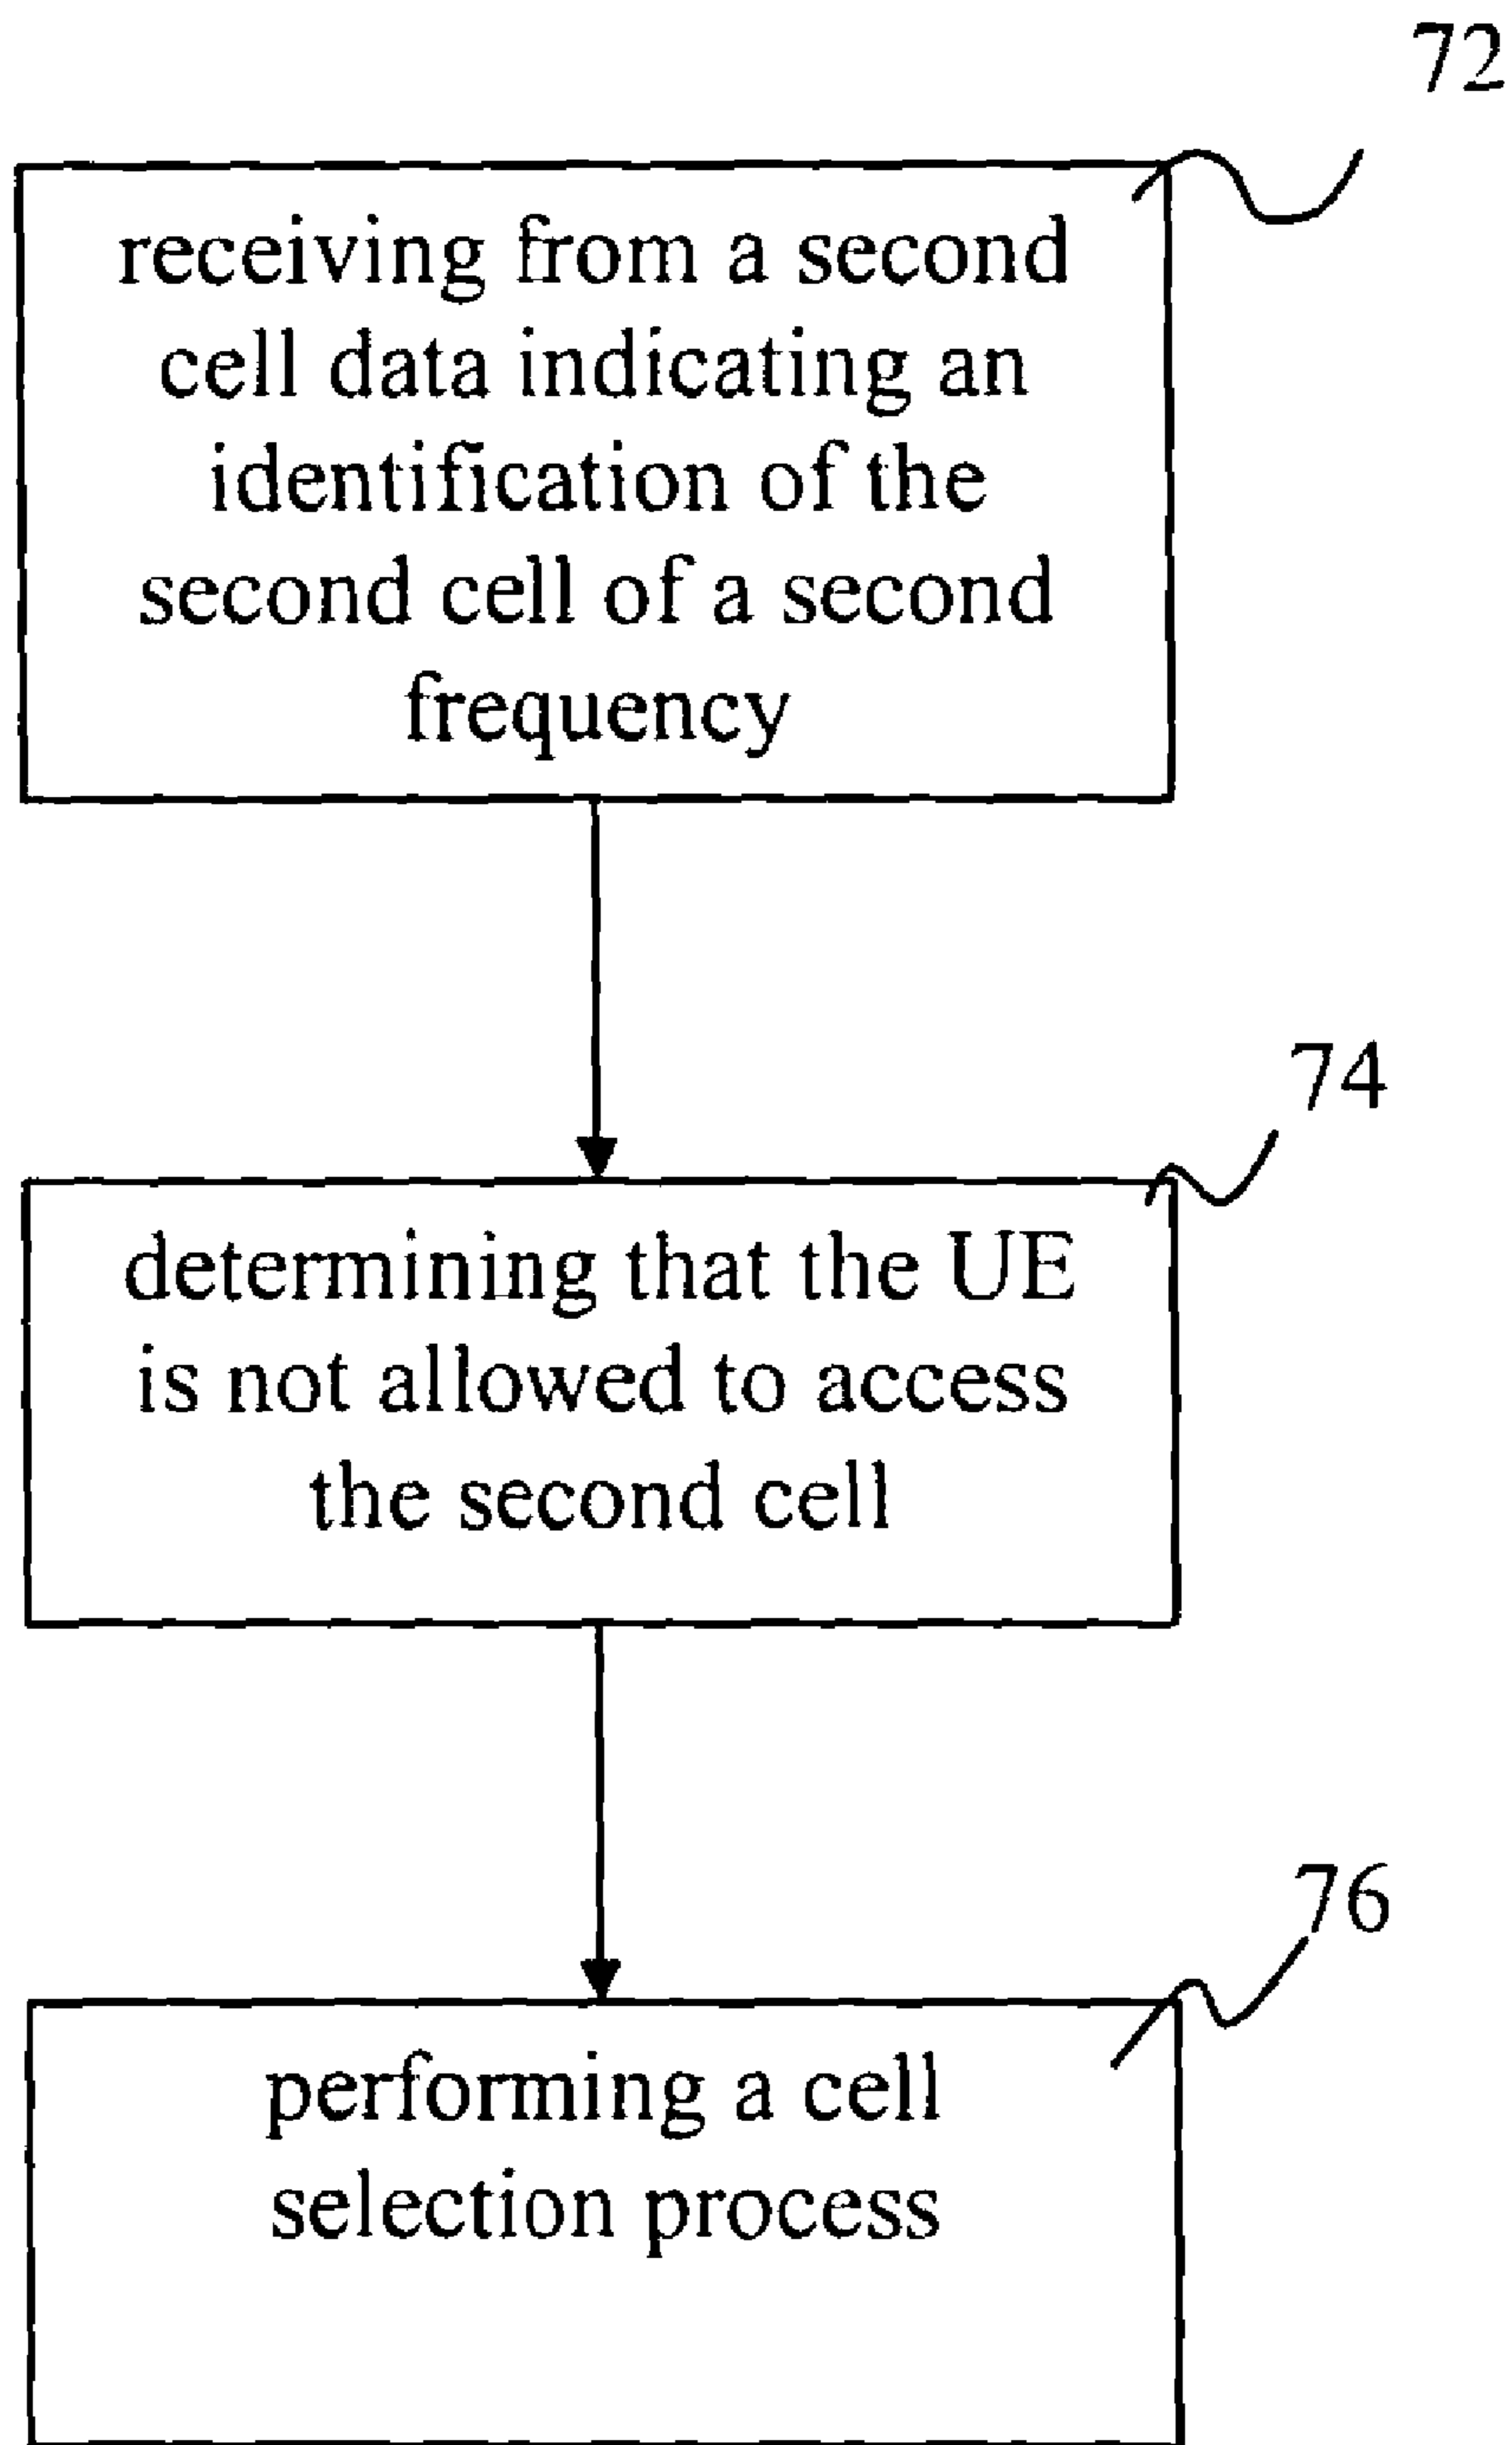 72
receiving from a second
cell data indicating an
identification of the
second cell of a second
frequency
74
determining that the UE
is not allowed to access
the second cell
76
performing a cell
selection process